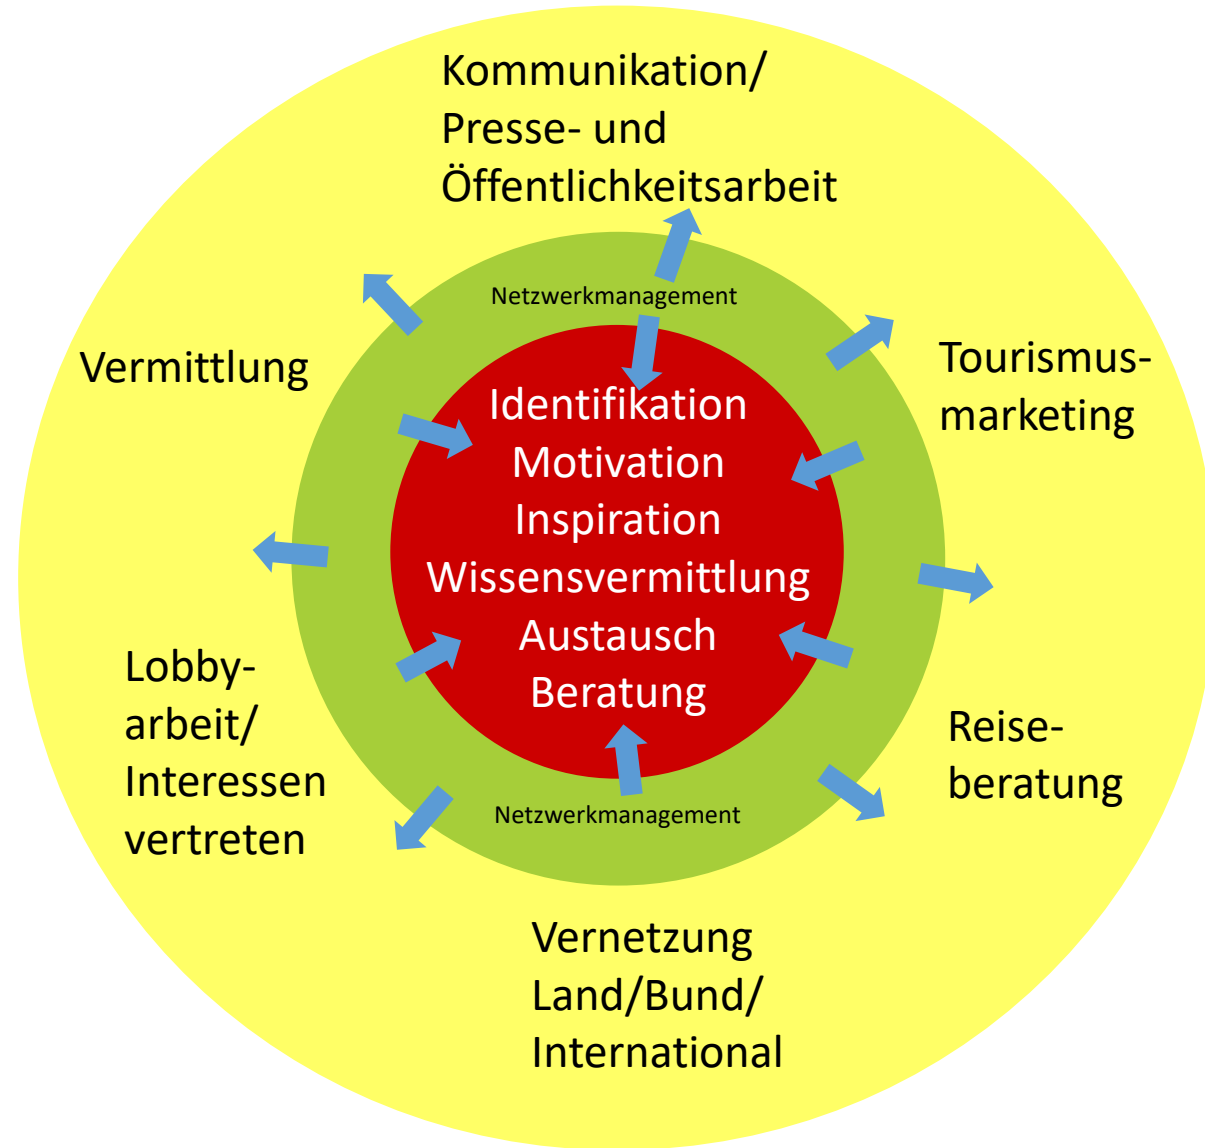 Kommunikation/
Presse- und
Öffentlichkeitsarbeit
Netzwerkmanagement
Vermittlung
Tourismus-
marketing
Identifikation
Motivation
Inspiration
Wissensvermittlung
Austausch
Beratung
Lobby-
arbeit/
Interessen
vertreten
Reise-
beratung
Netzwerkmanagement
Vernetzung
Land/Bund/
International